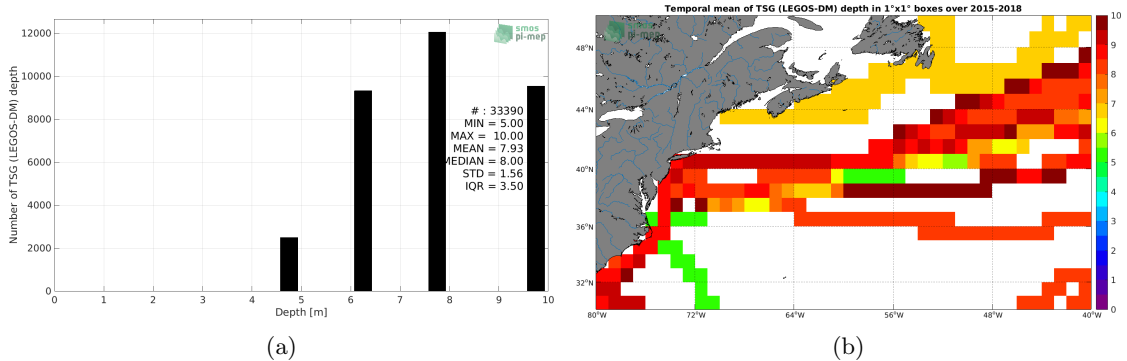 12000
10000
8000
6000
4000
2000
0
Number of TSG (LEGOS-DM) depth
smos
pi-mep
# : 33390
MIN = 5.00
MAX = 10.00
MEAN = 7.93
MEDIAN = 8.00
STD = 1.56
IQR = 3.50
0 1 2 3 4 5 6 7 8 9 10
Depth [m]
(a)
Temporal mean of TSG (LEGOS-DM) depth in 1°x1° boxes over 2015-2018
smos
pi-mep
48°N
44°N
40°N
36°N
32°N
80°W 72°W 64°W 56°W 48°W 40°W
10
9
8
7
6
5
4
3
2
1
0
(b)